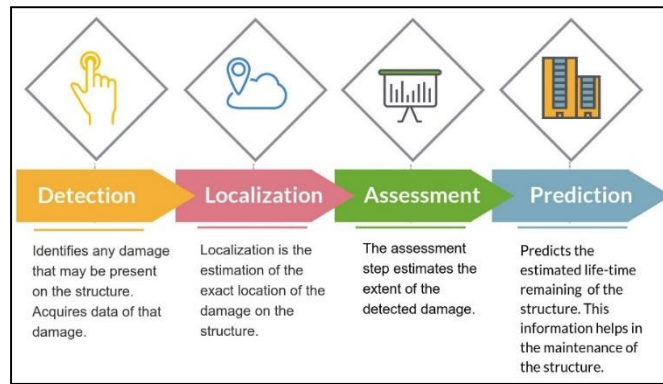 Detection
Localization
Assessment
Prediction
Identifies any damage
that may be present
on the structure.
Acquires data of that
damage.
Localization is the
estimation of the
exact location of the
damage on the
structure.
The assessment
step estimates the
extent of the
detected damage.
Predicts the
estimated life-time
remaining of the
structure. This
information helps in
the maintenance of
the structure.